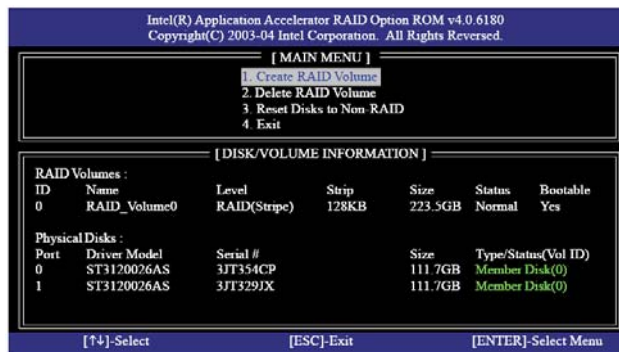 Intel(R) Application Accelerator RAID Option ROM v4.0.6180
Copyright(C) 2003-04 Intel Corporation. All Rights Reversed.
[ MAIN MENU ]
1. Create RAID Volume
2. Delete RAID Volume
3. Reset Disks to Non-RAID
4. Exit
[ DISK/VOLUME INFORMATION ]
RAID Volumes :
ID Name Level Strip Size Status Bootable
0 RAID_Volume0 RAID(Stripe) 128KB 223.5GB Normal Yes
Physical Disks :
Port Driver Model Serial # Size Type/Status(Vol ID)
0 ST3120026AS 3JT354CP 111.7GB Member Disk(0)
1 ST3120026AS 3JT329JX 111.7GB Member Disk(0)
[↑↓]-Select [ESC]-Exit [ENTER]-Select Menu